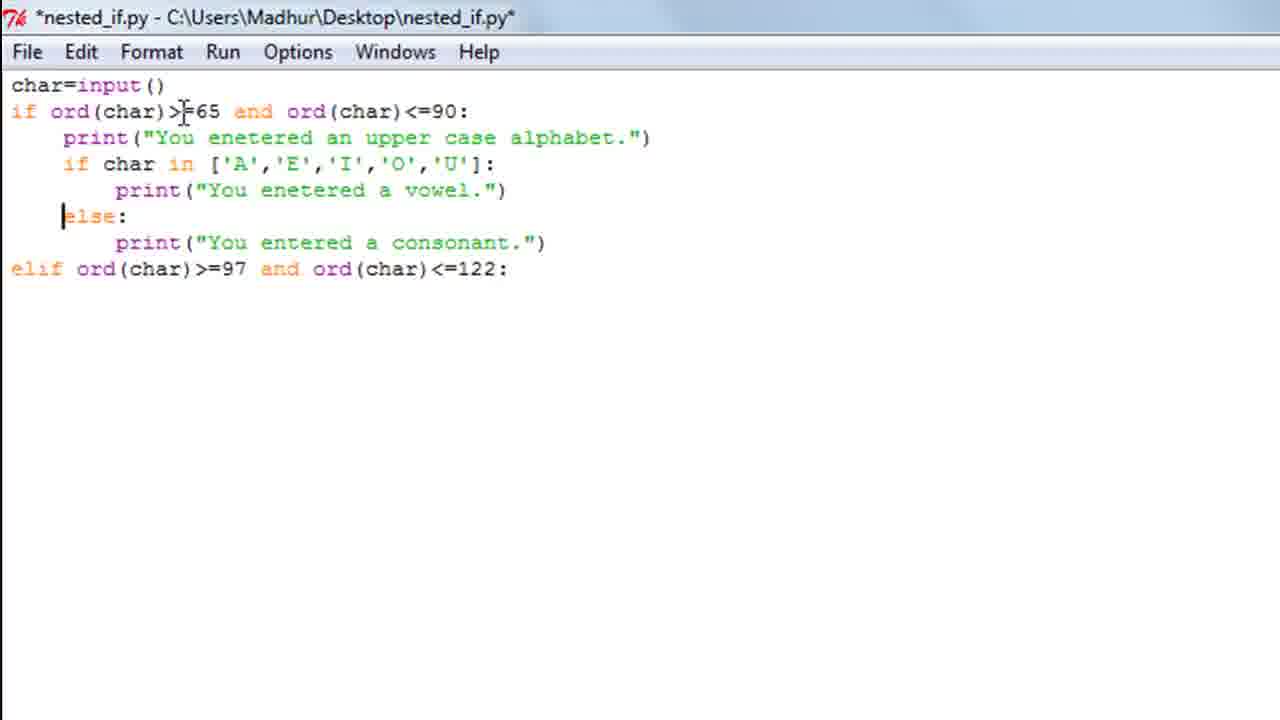 *nested_if.py - C:\Users\Madhur\Desktop\nested_if.py*
File Edit Format Run Options Windows Help
char=input()
if ord(char)>=65 and ord(char)<=90:
    print("You enetered an upper case alphabet.")
    if char in ['A','E','I','O','U']:
        print("You enetered a vowel.")
    else:
        print("You entered a consonant.")
elif ord(char)>=97 and ord(char)<=122: